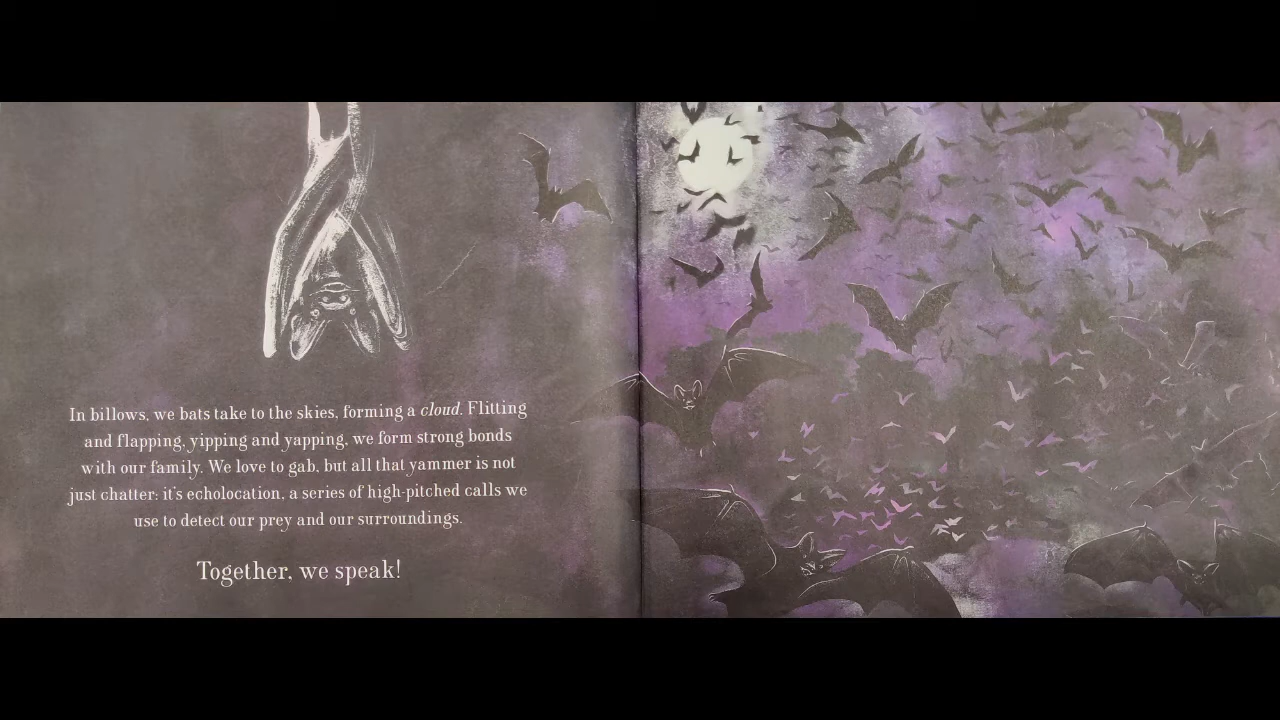 In billows, we bats take to the skies, forming a cloud. Flitting
and flapping, yipping and yapping, we form strong bonds
with our family. We love to gab, but all that yammer is not
just chatter: it's echolocation, a series of high-pitched calls we
use to detect our prey and our surroundings.
Together, we speak!